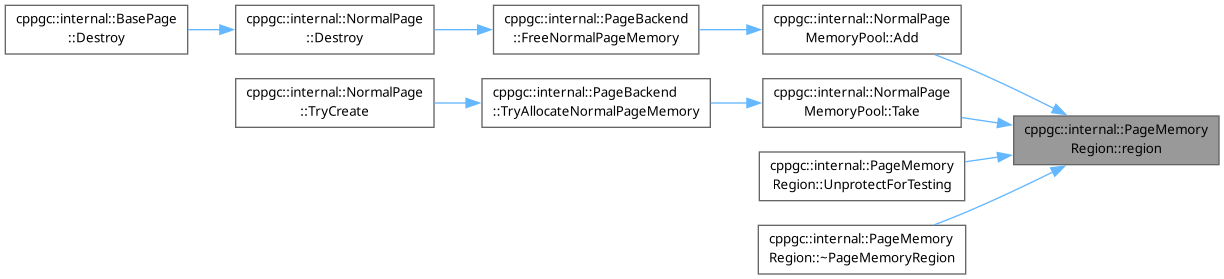 cppgc::internal::BasePage
::Destroy
cppgc::internal::NormalPage
::Destroy
cppgc::internal::PageBackend
::FreeNormalPageMemory
cppgc::internal::NormalPage
MemoryPool::Add
cppgc::internal::NormalPage
::TryCreate
cppgc::internal::PageBackend
::TryAllocateNormalPageMemory
cppgc::internal::NormalPage
MemoryPool::Take
cppgc::internal::PageMemory
Region::region
cppgc::internal::PageMemory
Region::UnprotectForTesting
cppgc::internal::PageMemory
Region::~PageMemoryRegion